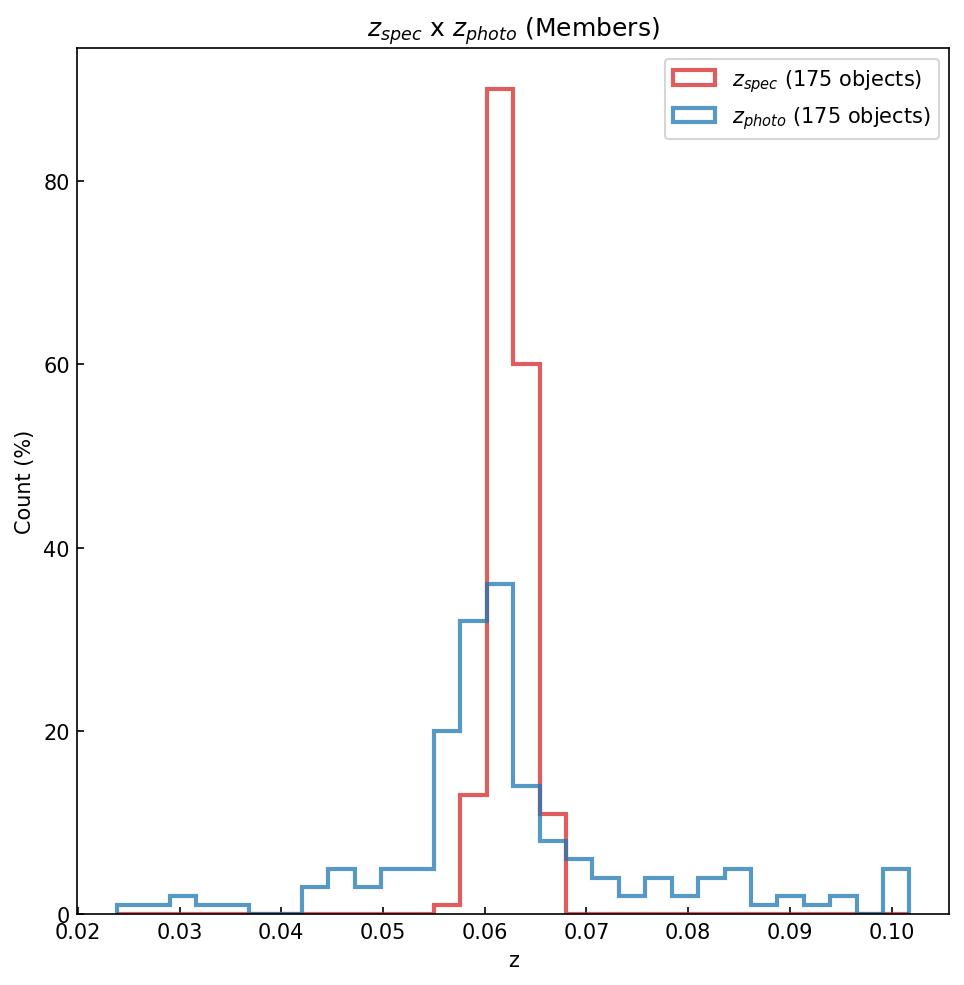 z_spec x z_photo (Members)
z_spec (175 objects)
z_photo (175 objects)
Count (%)
80
60
40
20
0
0.02 0.03 0.04 0.05 0.06 0.07 0.08 0.09 0.10
z